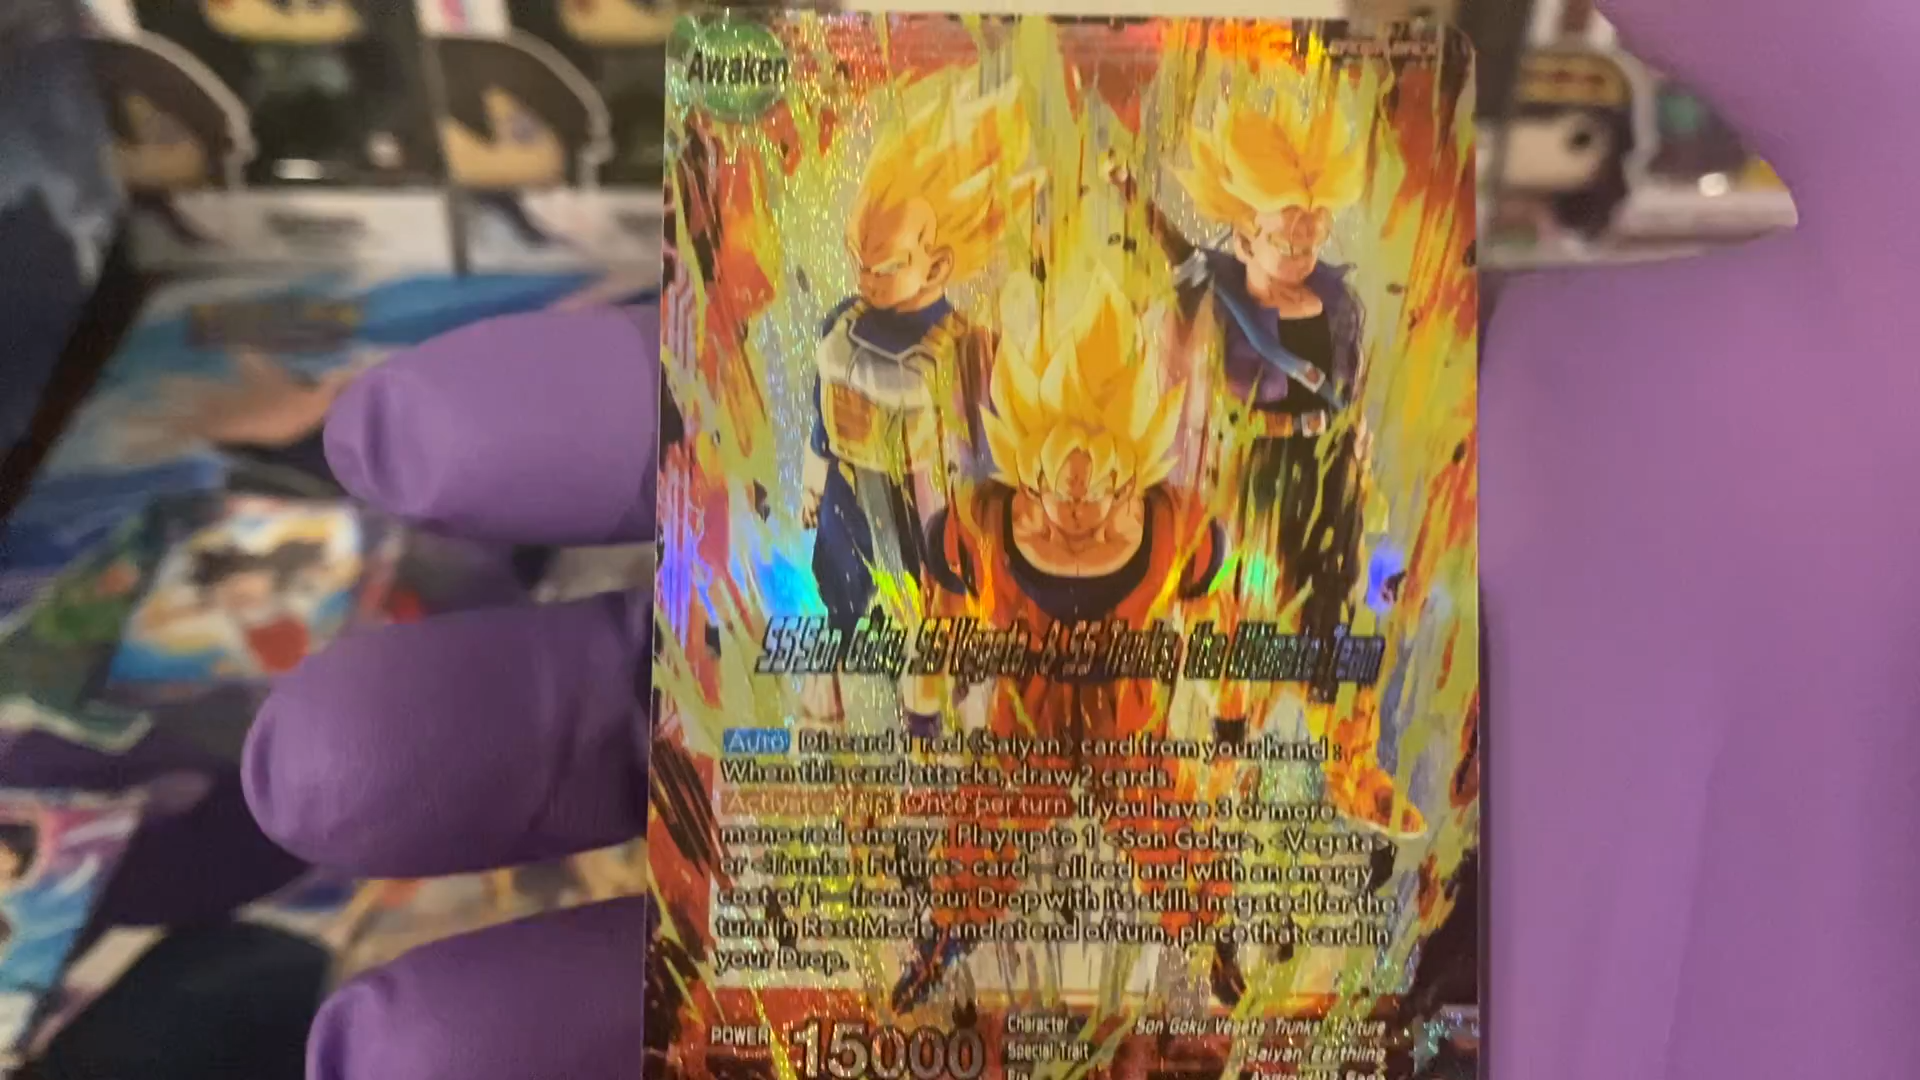 Awaken
SS Son Goku, SS Vegeta, & SS Trunks, the Ultimate Team
Auto Discard 1 red 《Saiyan》 card from your hand :
When this card attacks, draw 2 cards.
Activate: Main Once per turn If you have 3 or more
mono-red energy : Play up to 1 <Son Goku>, <Vegeta>,
or <Trunks : Future> card — all red and with an energy
cost of 1 — from your Drop with its skills negated for the
turn in Rest Mode, and at end of turn, place that card in
your Drop.
POWER 15000
Character Son Goku Vegeta Trunks : Future
Special Trait Saiyan Earthling
Era Android 13 Saga